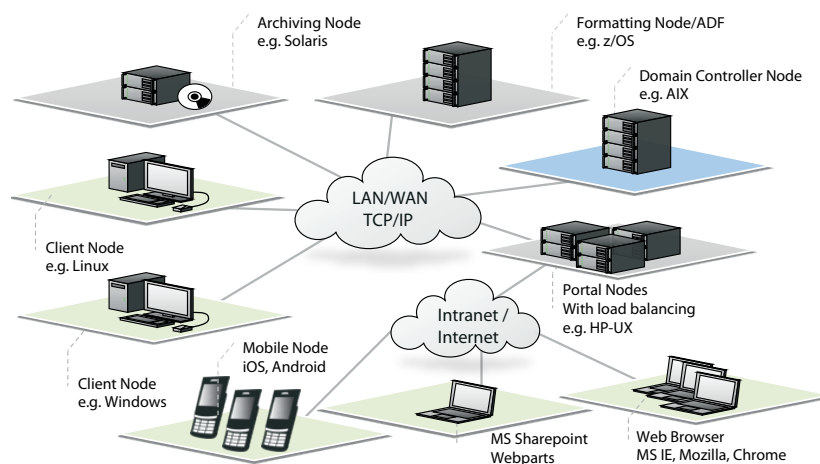 Archiving Node
e.g. Solaris
Formatting Node/ADF
e.g. z/OS
Domain Controller Node
e.g. AIX
LAN/WAN
TCP/IP
Client Node
e.g. Linux
Portal Nodes
With load balancing
e.g. HP-UX
Intranet /
Internet
Mobile Node
iOS, Android
Client Node
e.g. Windows
MS Sharepoint
Webparts
Web Browser
MS IE, Mozilla, Chrome